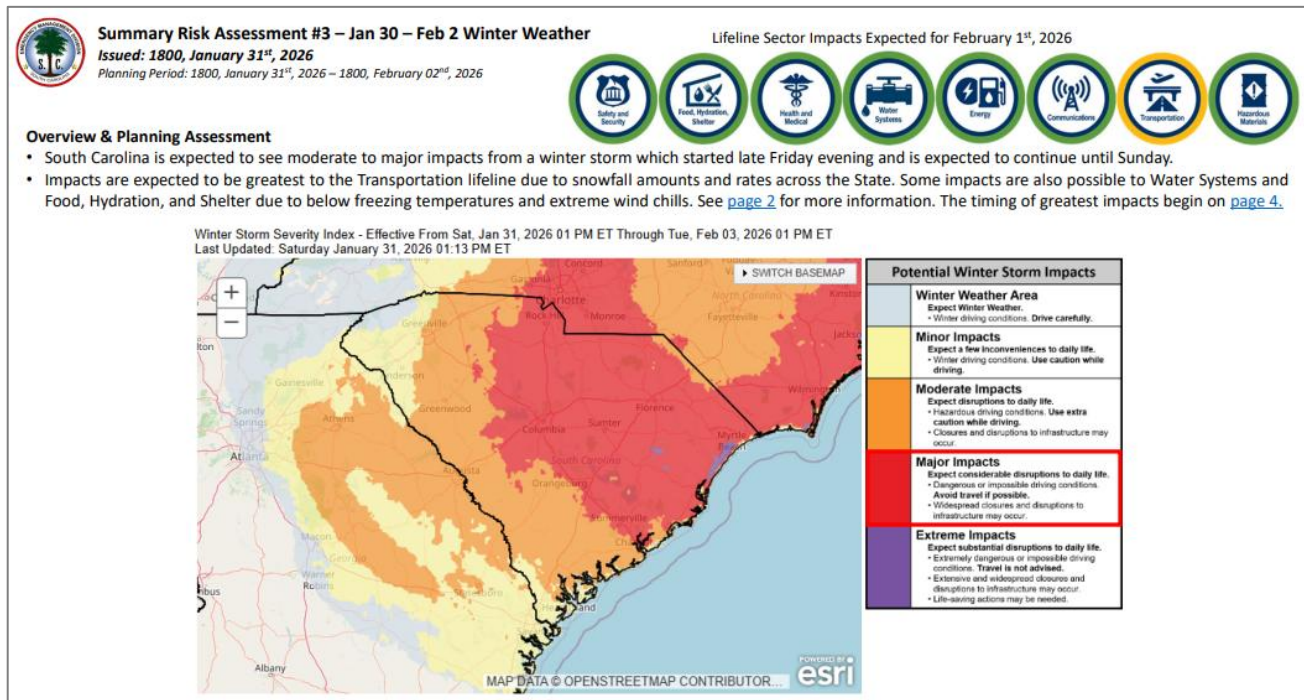 Summary Risk Assessment #3 – Jan 30 – Feb 2 Winter Weather
Issued: 1800, January 31st, 2026
Planning Period: 1800, January 31st, 2026 – 1800, February 02nd, 2026
Lifeline Sector Impacts Expected for February 1st, 2026
Safety and Security
Food, Hydration, Shelter
Health and Medical
Water Systems
Energy
Communications
Transportation
Hazardous Materials
Overview & Planning Assessment
• South Carolina is expected to see moderate to major impacts from a winter storm which started late Friday evening and is expected to continue until Sunday.
• Impacts are expected to be greatest to the Transportation lifeline due to snowfall amounts and rates across the State. Some impacts are also possible to Water Systems and
Food, Hydration, and Shelter due to below freezing temperatures and extreme wind chills. See page 2 for more information. The timing of greatest impacts begin on page 4.
Winter Storm Severity Index - Effective From Sat, Jan 31, 2026 01 PM ET Through Tue, Feb 03, 2026 01 PM ET
Last Updated: Saturday January 31, 2026 01:13 PM ET
+
−
SWITCH BASEMAP
Concord
Sanford
Gastonia
Charlotte
North Carolina
Kinston
Rock Hill
Monroe
Fayetteville
Greenville
Gainesville
Anderson
Wilmington
Sandy Springs
Athens
Greenwood
Florence
Columbia
Sumter
Myrtle Beach
Atlanta
Augusta
South Carolina
Orangeburg
Summerville
Macon
Georgia
Warner Robins
Statesboro
Albany
MAP DATA © OPENSTREETMAP CONTRIBUTOR...
POWERED BY
esri
Potential Winter Storm Impacts
Winter Weather Area
Expect Winter Weather.
• Winter driving conditions. Drive carefully.
Minor Impacts
Expect a few inconveniences to daily life.
• Winter driving conditions. Use caution while
driving.
Moderate Impacts
Expect disruptions to daily life.
• Hazardous driving conditions. Use extra
caution while driving.
• Closures and disruptions to infrastructure may
occur.
Major Impacts
Expect considerable disruptions to daily life.
• Dangerous or impossible driving conditions.
Avoid travel if possible.
• Widespread closures and disruptions to
infrastructure may occur.
Extreme Impacts
Expect substantial disruptions to daily life.
• Extremely dangerous or impossible driving
conditions. Travel is not advised.
• Extensive and widespread closures and
disruptions to infrastructure may occur.
• Life-saving actions may be needed.